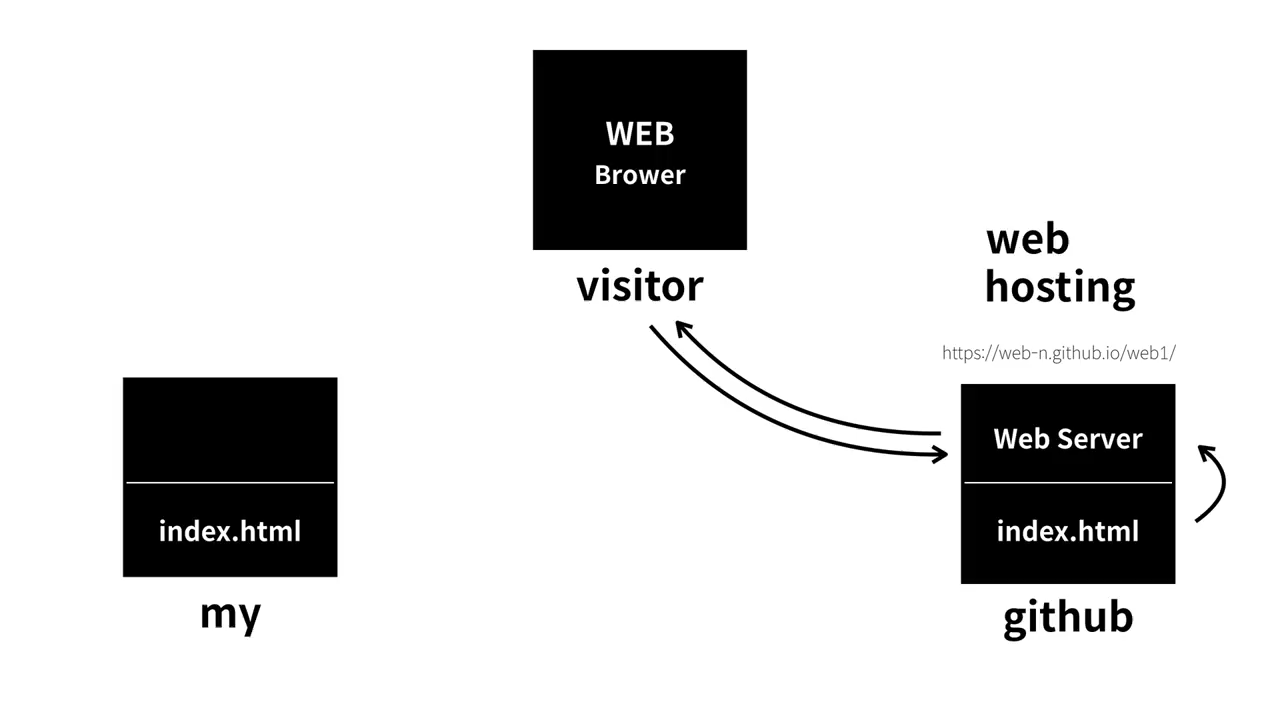 WEB
Brower
visitor
web
hosting
https://web-n.github.io/web1/
Web Server
index.html
github
index.html
my